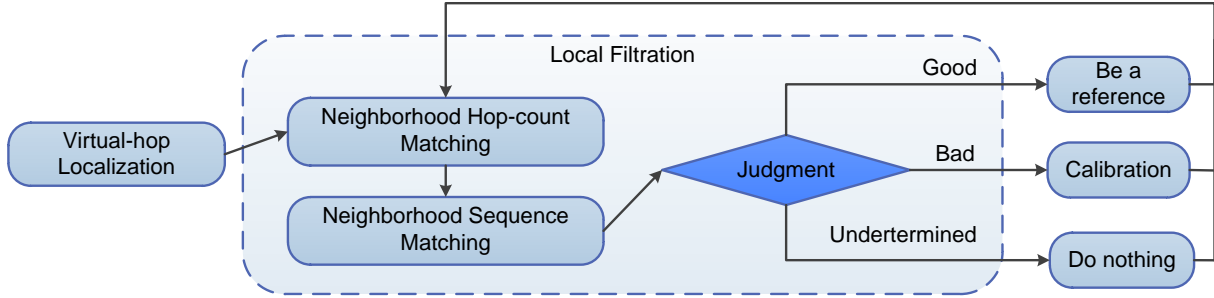 Local Filtration
Virtual-hop
Localization
Neighborhood Hop-count
Matching
Neighborhood Sequence
Matching
Judgment
Good
Bad
Undertermined
Be a
reference
Calibration
Do nothing